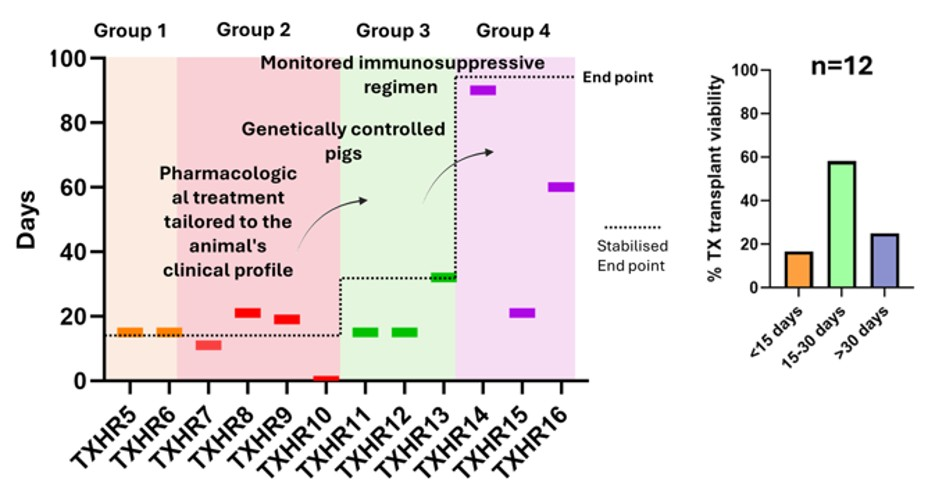 Group 1
Group 2
Group 3
Group 4
Monitored immunosuppressive
regimen
Genetically controlled
pigs
Pharmacologic
al treatment
tailored to the
animal's
clinical profile
End point
Stabilised
End point
Days
100
80
60
40
20
0
TXHR5
TXHR6
TXHR7
TXHR8
TXHR9
TXHR10
TXHR11
TXHR12
TXHR13
TXHR14
TXHR15
TXHR16
n=12
% TX transplant viability
100
80
60
40
20
0
<15 days
15-30 days
>30 days